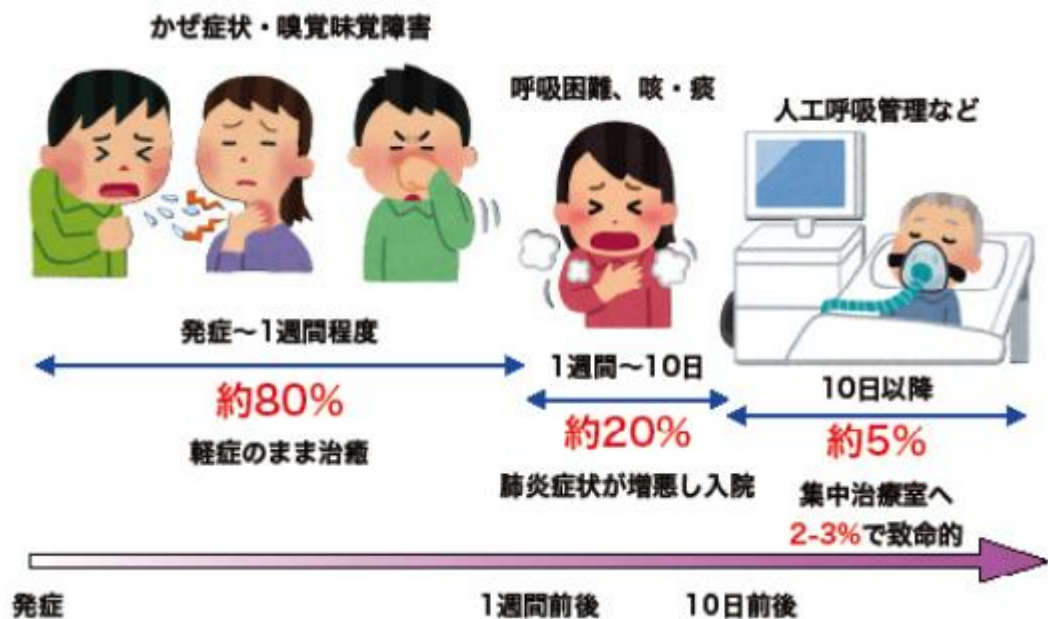 かぜ症状・嗅覚味覚障害
呼吸困難、咳・痰
人工呼吸管理など
発症〜1週間程度
1週間〜10日
10日以降
約80%
約20%
約5%
軽症のまま治癒
肺炎症状が増悪し入院
集中治療室へ
2-3%で致命的
発症
1週間前後
10日前後